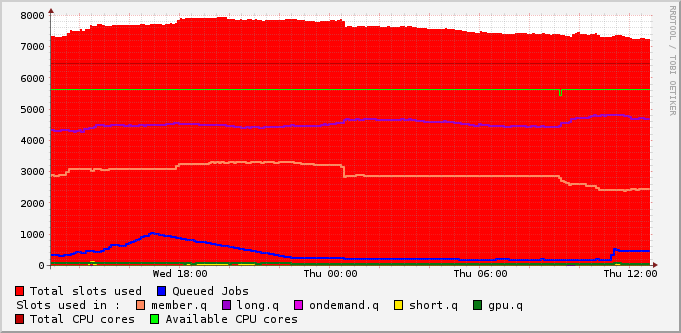 8000
7000
6000
5000
4000
3000
2000
1000
0
Wed 18:00 Thu 00:00 Thu 06:00 Thu 12:00
RRDTOOL / TOBI OETIKER
Total slots used Queued Jobs
Slots used in : member.q long.q ondemand.q short.q gpu.q
Total CPU cores Available CPU cores